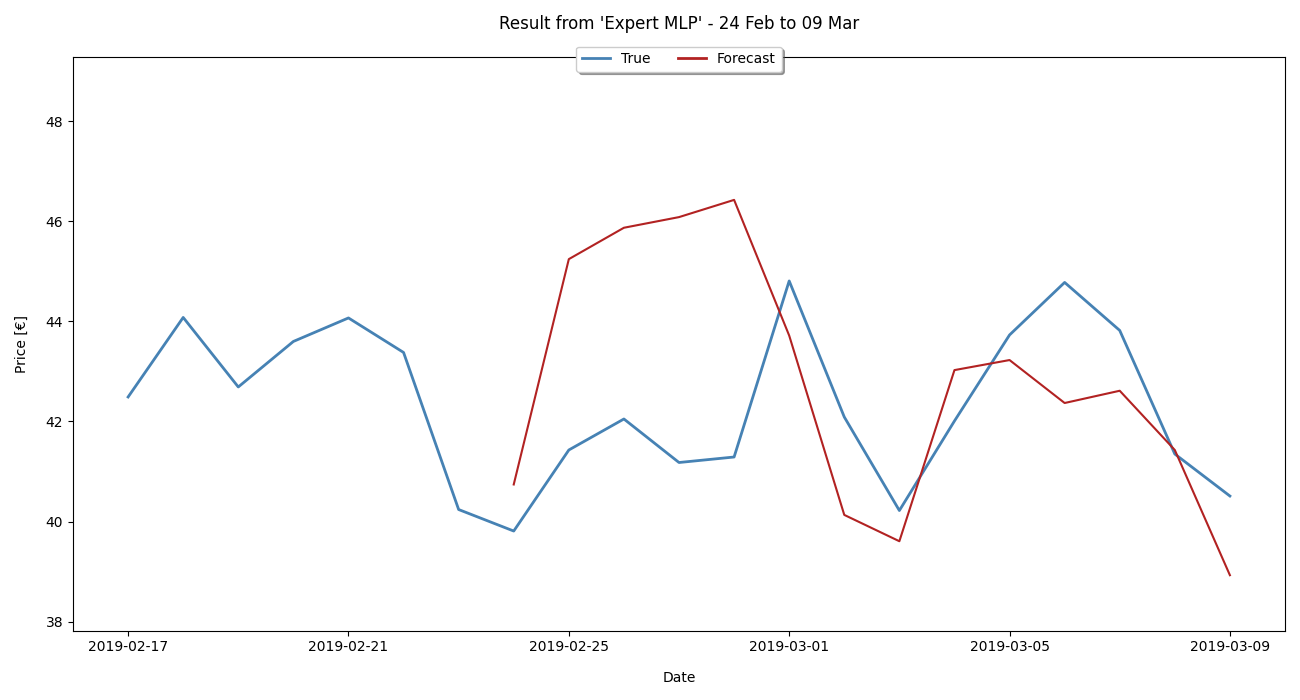 Result from 'Expert MLP' - 24 Feb to 09 Mar
True Forecast
48
46
44
42
40
38
Price [€]
2019-02-17 2019-02-21 2019-02-25 2019-03-01 2019-03-05 2019-03-09
Date